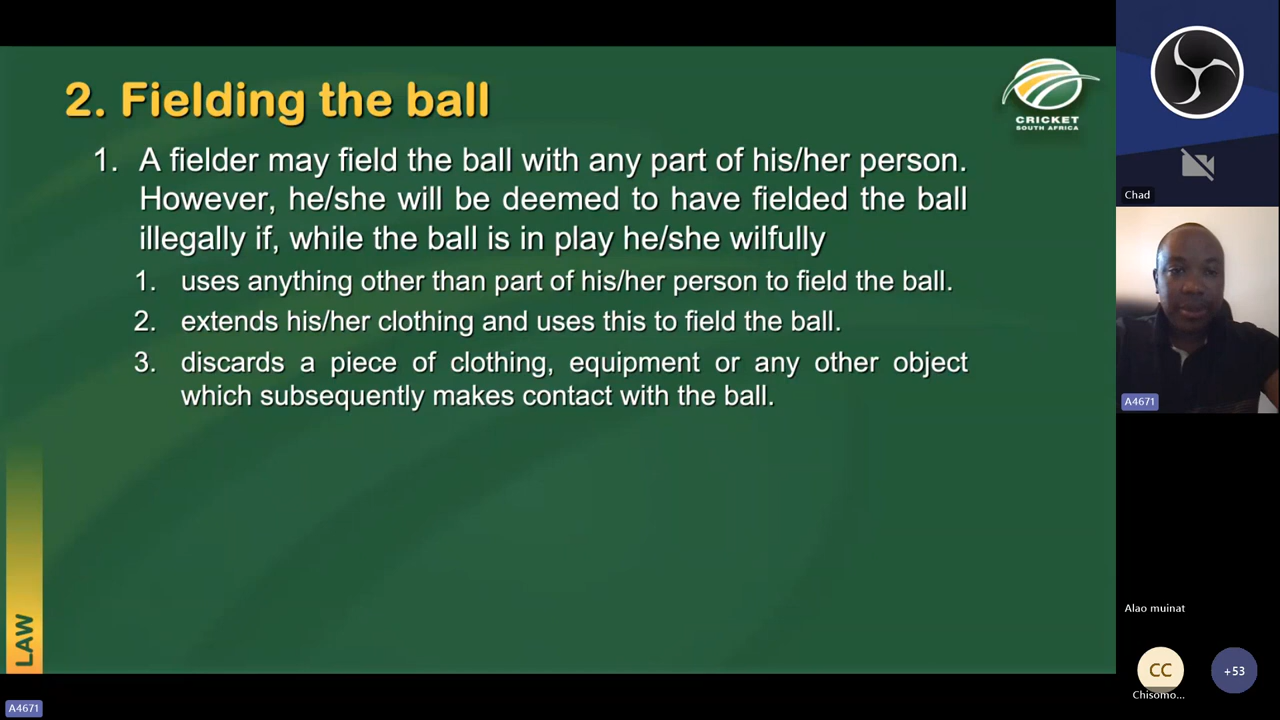 2. Fielding the ball
CRICKET
SOUTH AFRICA
1. A fielder may field the ball with any part of his/her person.
However, he/she will be deemed to have fielded the ball
illegally if, while the ball is in play he/she wilfully
1. uses anything other than part of his/her person to field the ball.
2. extends his/her clothing and uses this to field the ball.
3. discards a piece of clothing, equipment or any other object
which subsequently makes contact with the ball.
LAW
A4671
Chad
A4671
Alao muinat
CC
Chisomo...
+53